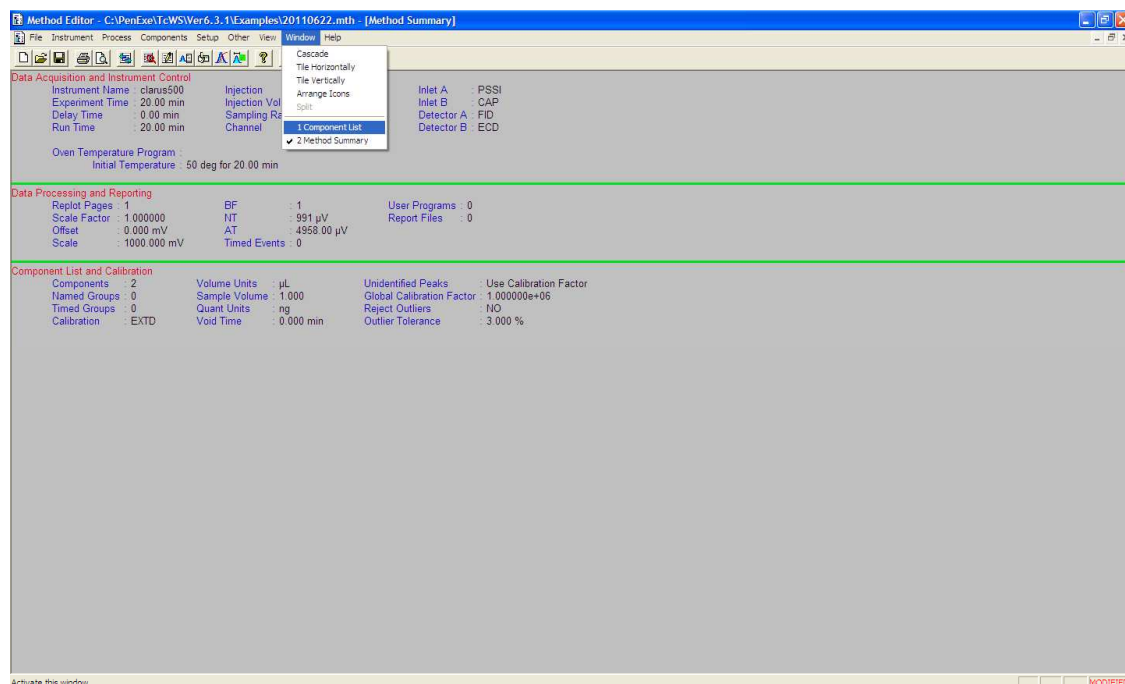 Method Editor - C:\PenExe\TcWS\Ver6.3.1\Examples\20110622.mth - [Method Summary]
File Instrument Process Components Setup Other View Window Help
Cascade
Tile Horizontally
Tile Vertically
Arrange Icons
Split
1 Component List
✔ 2 Method Summary
Data Acquisition and Instrument Control
Instrument Name : clarus500 Injection Inlet A : PSSI
Experiment Time : 20.00 min Injection Vol Inlet B : CAP
Delay Time : 0.00 min Sampling Ra Detector A : FID
Run Time : 20.00 min Channel Detector B : ECD
Oven Temperature Program :
Initial Temperature : 50 deg for 20.00 min
Data Processing and Reporting
Replot Pages : 1 BF : 1 User Programs : 0
Scale Factor : 1.000000 NT : 991 µV Report Files : 0
Offset : 0.000 mV AT : 4958.00 µV
Scale : 1000.000 mV Timed Events : 0
Component List and Calibration
Components : 2 Volume Units : µL Unidentified Peaks : Use Calibration Factor
Named Groups : 0 Sample Volume : 1.000 Global Calibration Factor : 1.000000e+06
Timed Groups : 0 Quant Units : ng Reject Outliers : NO
Calibration : EXTD Void Time : 0.000 min Outlier Tolerance : 3.000 %
Activate this window MODIFIE